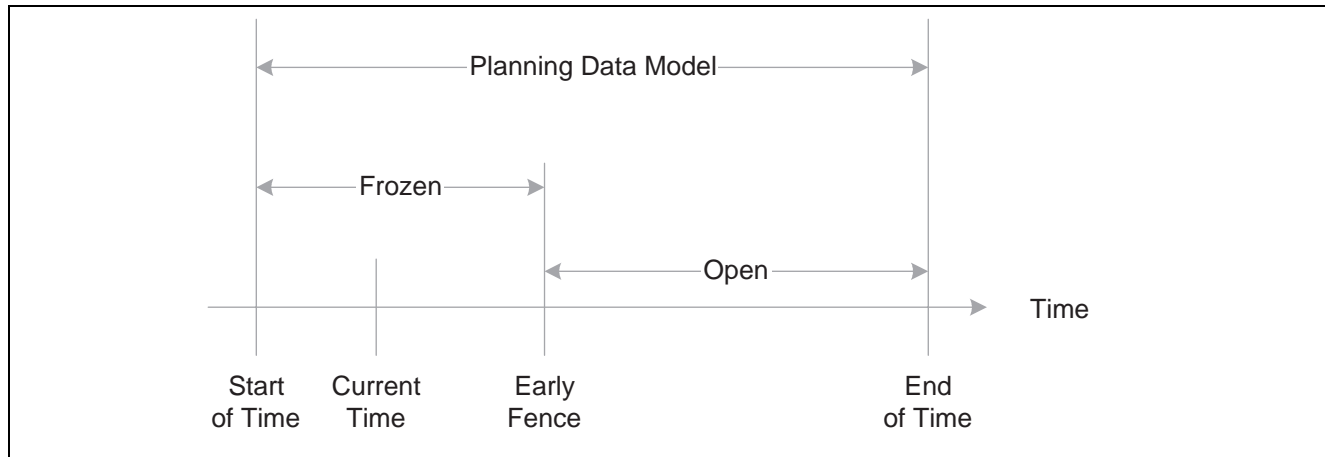 Planning Data Model
Frozen
Open
Time
Start
of Time
Current
Time
Early
Fence
End
of Time